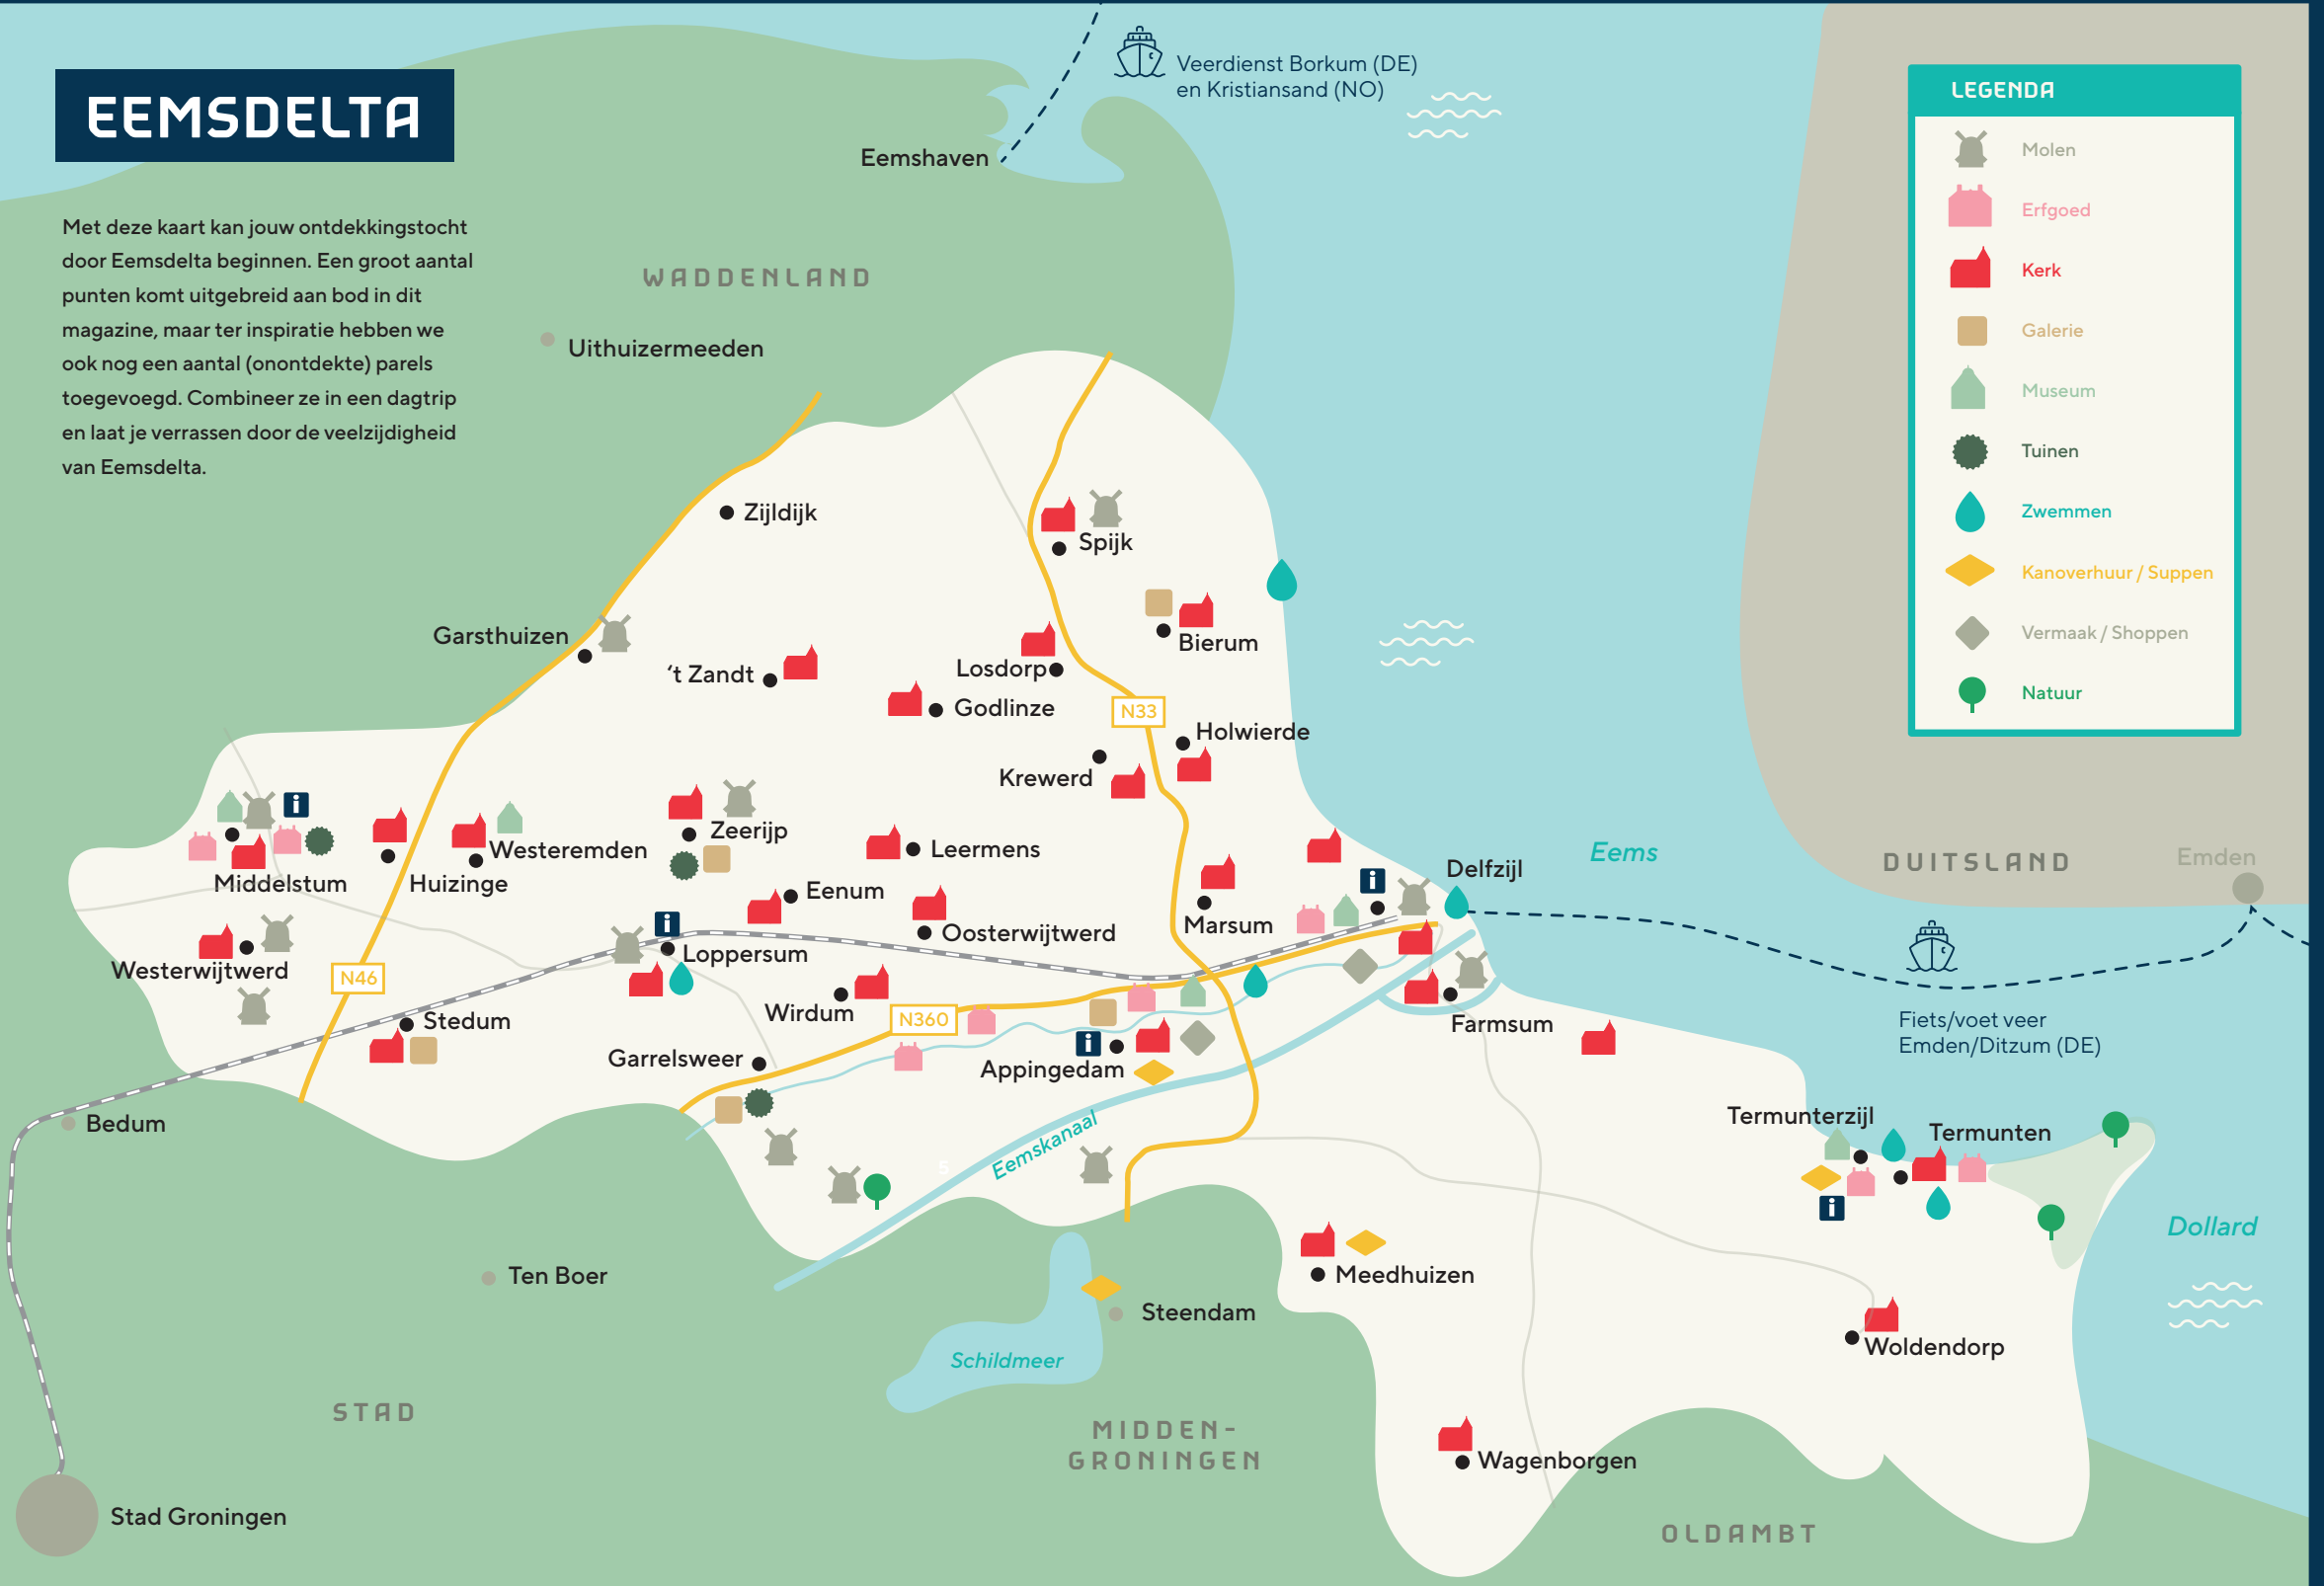 EEMSDELTA
Met deze kaart kan jouw ontdekkingstocht
door Eemsdelta beginnen. Een groot aantal
punten komt uitgebreid aan bod in dit
magazine, maar ter inspiratie hebben we
ook nog een aantal (onontdekte) parels
toegevoegd. Combineer ze in een dagtrip
en laat je verrassen door de veelzijdigheid
van Eemsdelta.
Veerdienst Borkum (DE)
en Kristiansand (NO)
Eemshaven
LEGENDA
Molen
Erfgoed
Kerk
Galerie
Museum
Tuinen
Zwemmen
Kanoverhuur / Suppen
Vermaak / Shoppen
Natuur
WADDENLAND
Uithuizermeeden
Zijldijk
Spijk
Garsthuizen
Bierum
‘t Zandt
Losdorp
Godlinze
N33
Holwierde
Krewerd
i
Zeerijp
Westeremden
Leermens
Middelstum
Huizinge
Eenum
Eems
Delfzijl
DUITSLAND
Emden
i
Marsum
i
Oosterwijtwerd
Loppersum
Westerwijtwerd
N46
Wirdum
N360
Stedum
Farmsum
Fiets/voet veer
Emden/Ditzum (DE)
Garrelsweer
i
Appingedam
Bedum
Eemskanaal
5
Termunterzijl
Termunten
i
Dollard
Ten Boer
Meedhuizen
Steendam
Schildmeer
Woldendorp
STAD
MIDDEN-
GRONINGEN
Wagenborgen
Stad Groningen
OLDAMBT